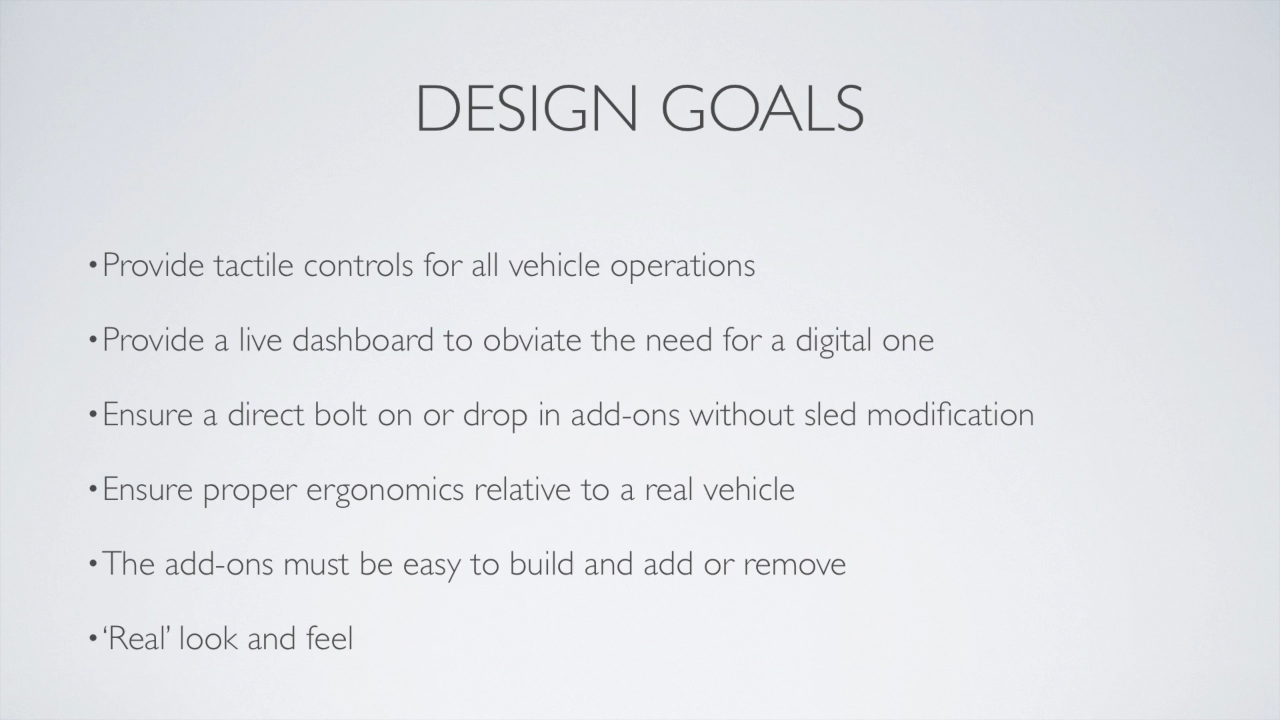 DESIGN GOALS
•Provide tactile controls for all vehicle operations
•Provide a live dashboard to obviate the need for a digital one
•Ensure a direct bolt on or drop in add-ons without sled modification
•Ensure proper ergonomics relative to a real vehicle
•The add-ons must be easy to build and add or remove
•‘Real’ look and feel